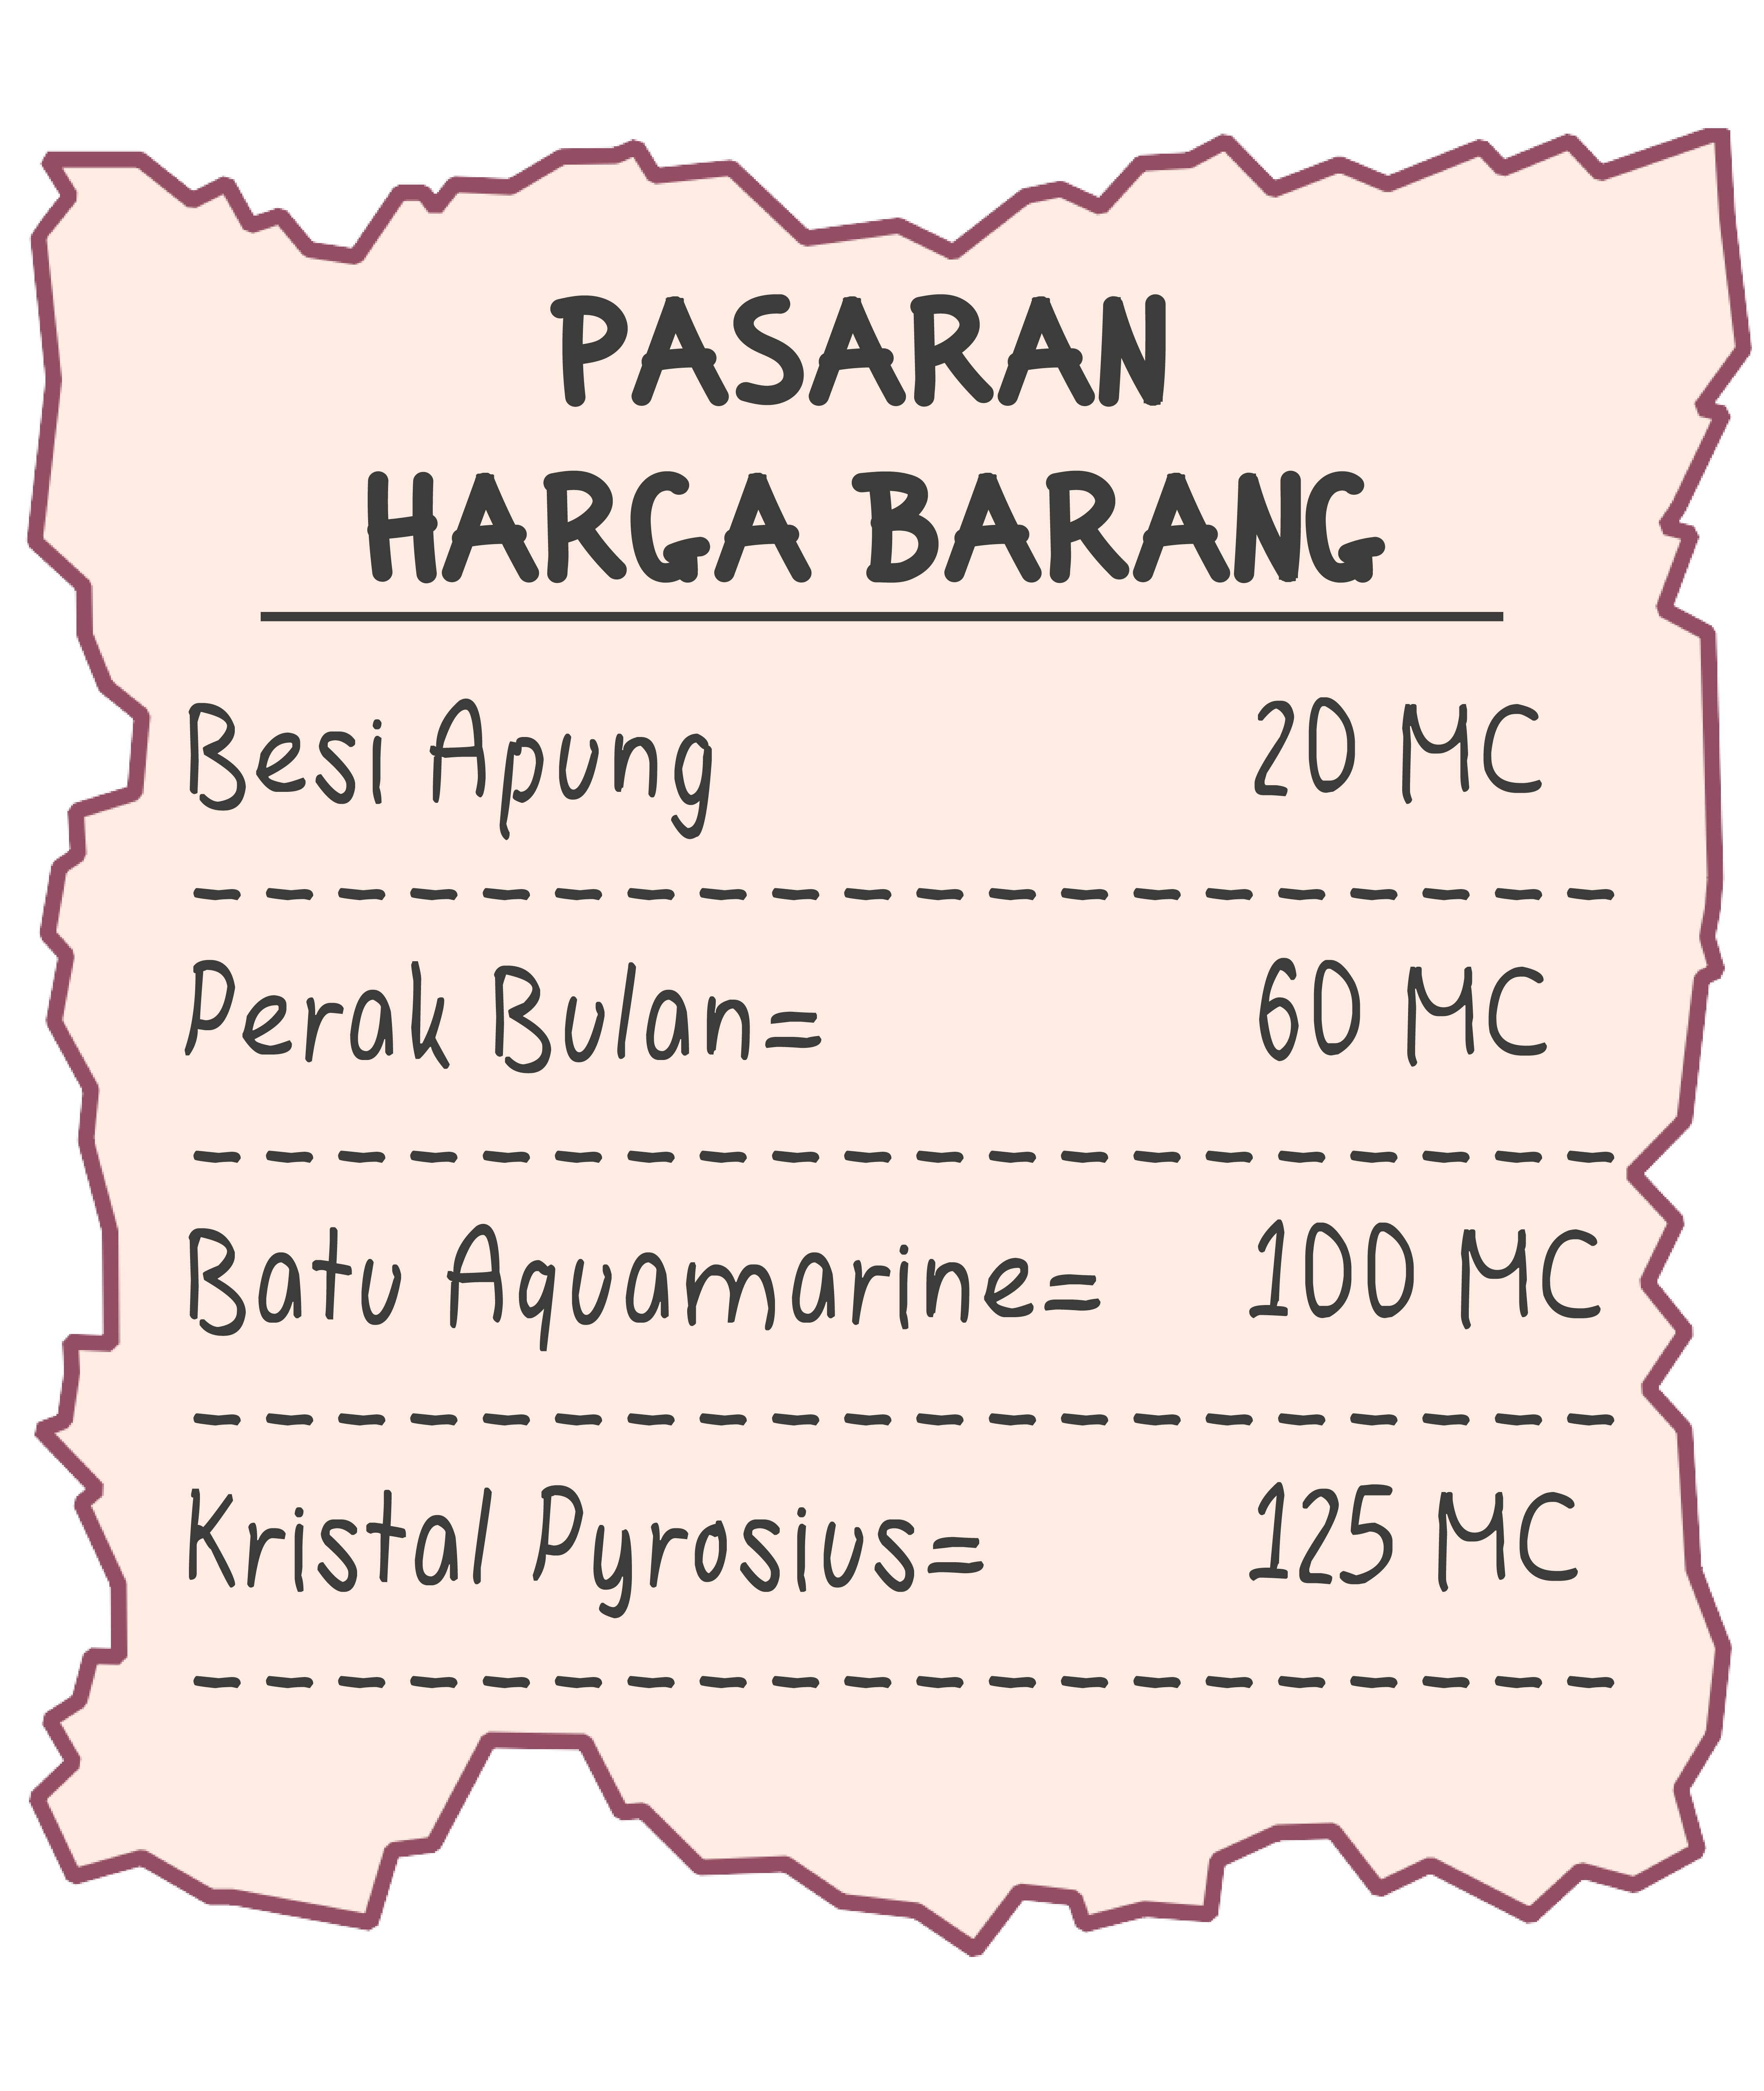 PASARAN
HARGA BARANG
Besi Apung 20 MC
Perak Bulan= 60 MC
Batu Aquamarine= 100 MC
Kristal Pyrosius= 125 MC